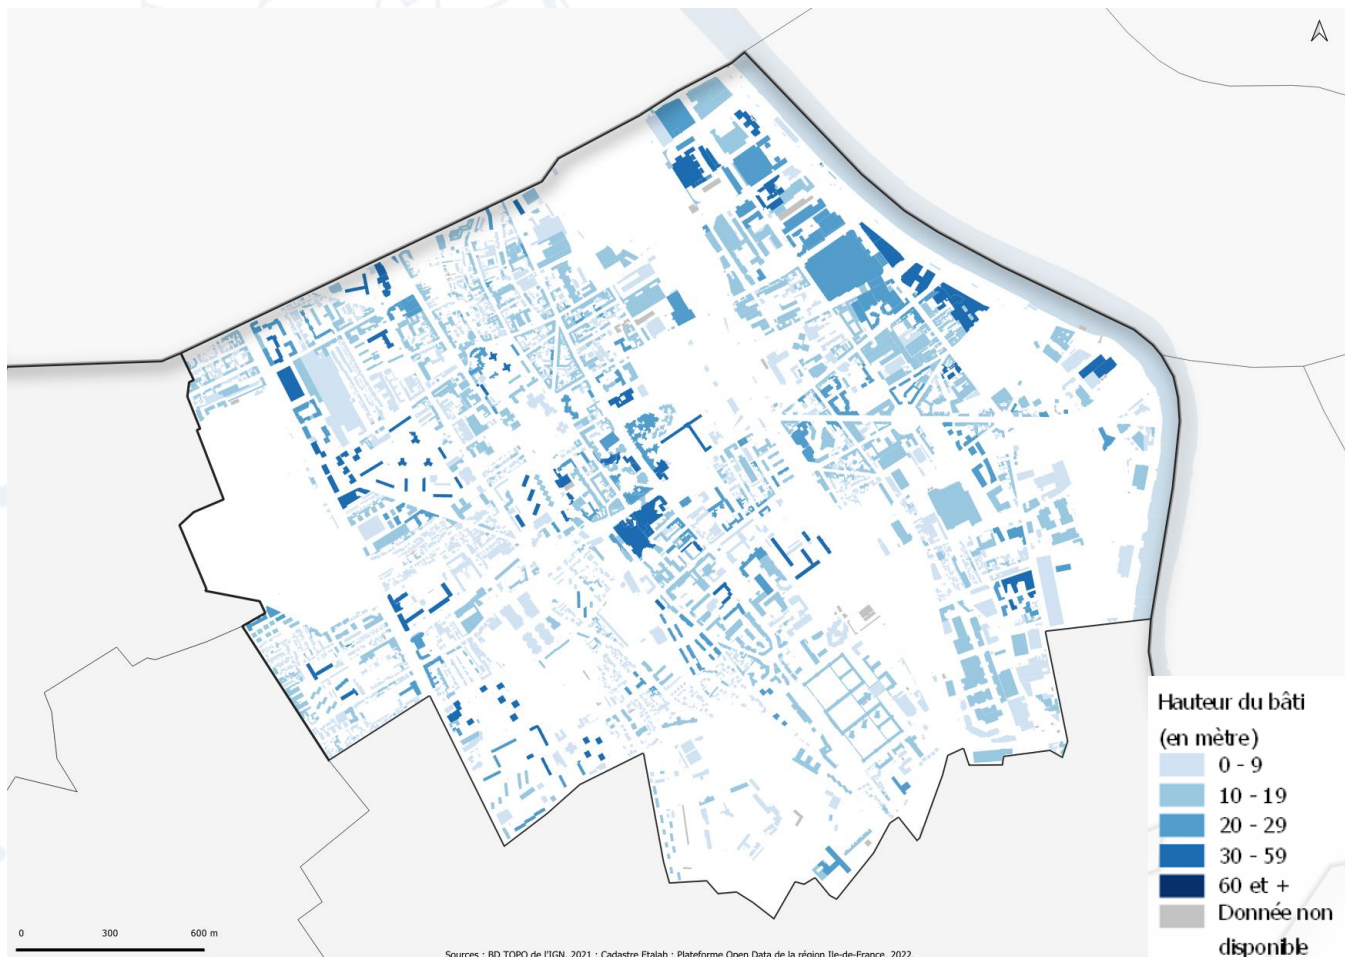 Hauteur du bâti
(en mètre)
0 - 9
10 - 19
20 - 29
30 - 59
60 et +
Donnée non
disponible
0 300 600 m
Sources : BD TOPO de l'IGN, 2021 ; Cadastre Etalab ; Plateforme Open Data de la région Ile-de-France, 2022.